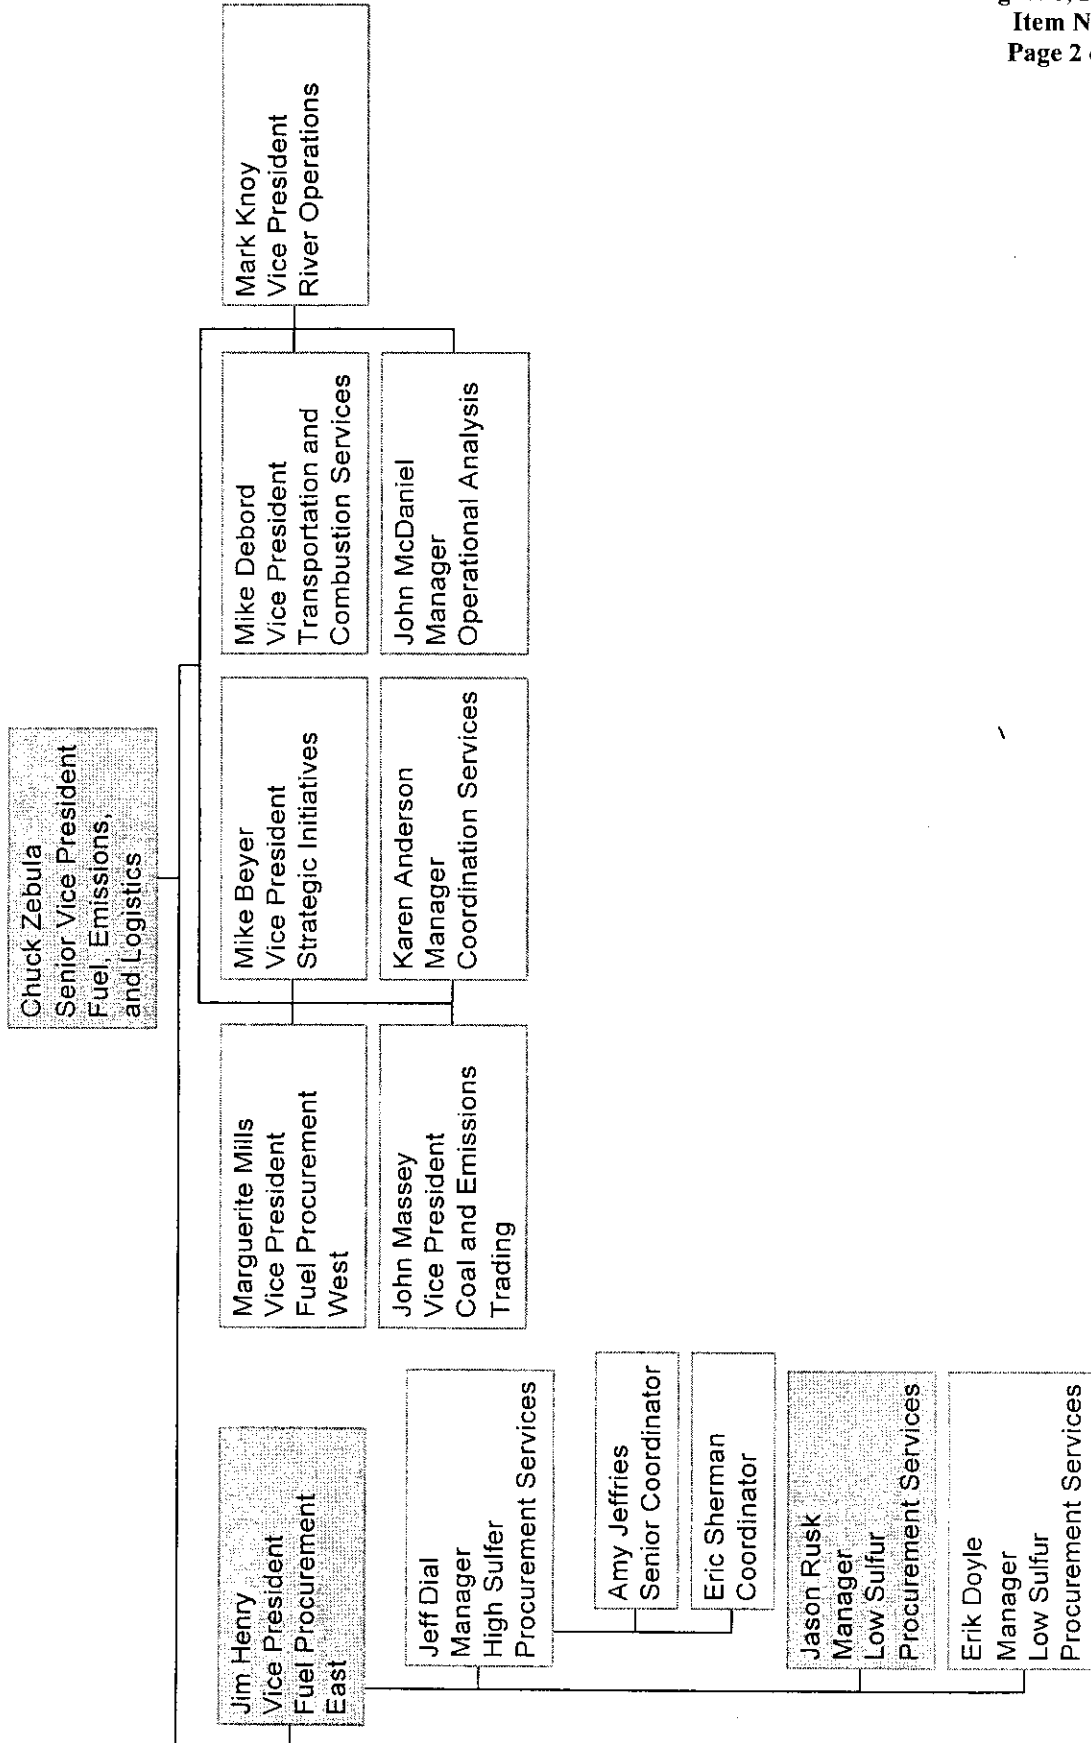 Item N
Page 2
Chuck Zebula
Senior Vice President
Fuel, Emissions,
and Logistics
Jim Henry
Vice President
Fuel Procurement
East
Marguerite Mills
Vice President
Fuel Procurement
West
Mike Beyer
Vice President
Strategic Initiatives
Mike Debord
Vice President
Transportation and
Combustion Services
Mark Knoy
Vice President
River Operations
John Massey
Vice President
Coal and Emissions
Trading
Karen Anderson
Manager
Coordination Services
John McDaniel
Manager
Operational Analysis
Jeff Dial
Manager
High Sulfer
Procurement Services
Amy Jeffries
Senior Coordinator
Eric Sherman
Coordinator
Jason Rusk
Manager
Low Sulfur
Procurement Services
Erik Doyle
Manager
Low Sulfur
Procurement Services